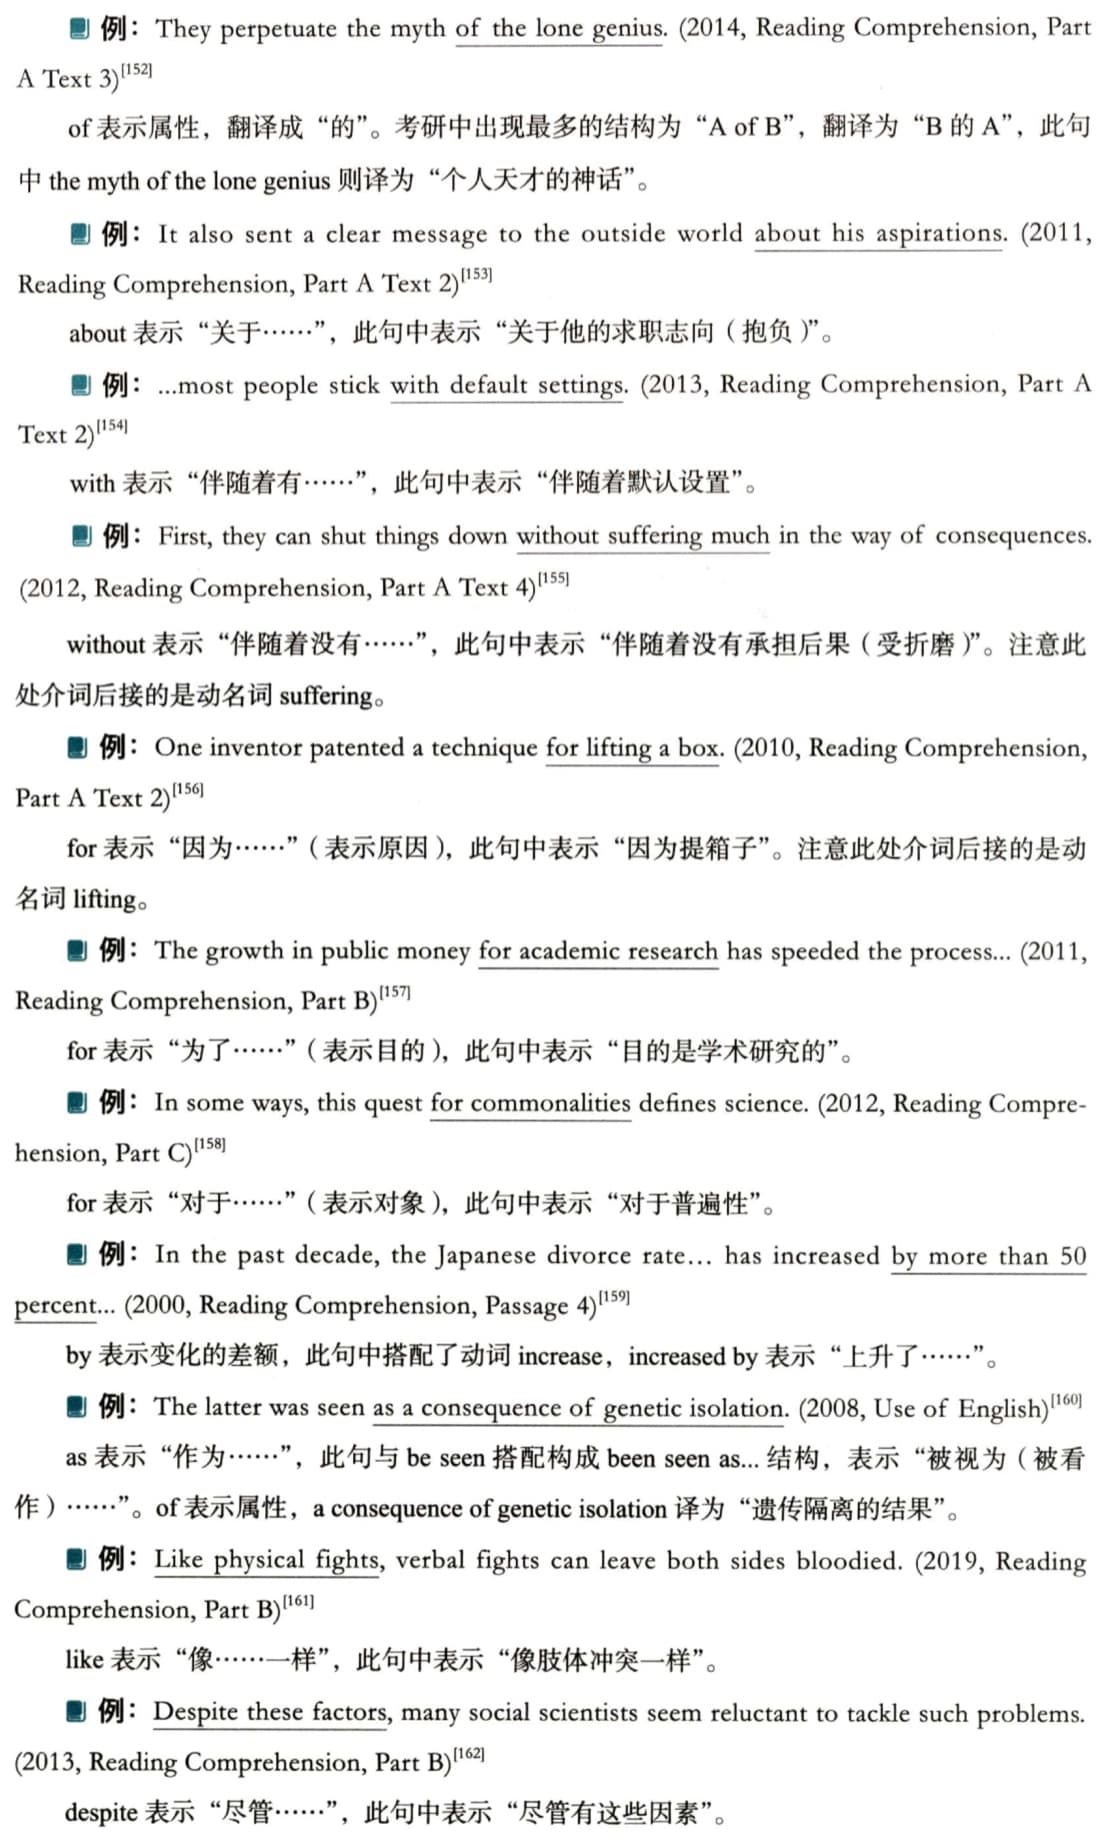 例：They perpetuate the myth of the lone genius. (2014, Reading Comprehension, Part
A Text 3)[152]
of 表示属性，翻译成“的”。考研中出现最多的结构为“A of B”，翻译为“B 的 A”，此句
中 the myth of the lone genius 则译为“个人天才的神话”。
例：It also sent a clear message to the outside world about his aspirations. (2011,
Reading Comprehension, Part A Text 2)[153]
about 表示“关于……”，此句中表示“关于他的求职志向（抱负）”。
例：...most people stick with default settings. (2013, Reading Comprehension, Part A
Text 2)[154]
with 表示“伴随着有……”，此句中表示“伴随着默认设置”。
例：First, they can shut things down without suffering much in the way of consequences.
(2012, Reading Comprehension, Part A Text 4)[155]
without 表示“伴随着没有……”，此句中表示“伴随着没有承担后果（受折磨）”。注意此
处介词后接的是动名词 suffering。
例：One inventor patented a technique for lifting a box. (2010, Reading Comprehension,
Part A Text 2)[156]
for 表示“因为……”（表示原因），此句中表示“因为提箱子”。注意此处介词后接的是动
名词 lifting。
例：The growth in public money for academic research has speeded the process... (2011,
Reading Comprehension, Part B)[157]
for 表示“为了……”（表示目的），此句中表示“目的是学术研究的”。
例：In some ways, this quest for commonalities defines science. (2012, Reading Compre-
hension, Part C)[158]
for 表示“对于……”（表示对象），此句中表示“对于普遍性”。
例：In the past decade, the Japanese divorce rate... has increased by more than 50
percent... (2000, Reading Comprehension, Passage 4)[159]
by 表示变化的差额，此句中搭配了动词 increase，increased by 表示“上升了……”。
例：The latter was seen as a consequence of genetic isolation. (2008, Use of English)[160]
as 表示“作为……”，此句与 be seen 搭配构成 been seen as... 结构，表示“被视为（被看
作）……”。of 表示属性，a consequence of genetic isolation 译为“遗传隔离的结果”。
例：Like physical fights, verbal fights can leave both sides bloodied. (2019, Reading
Comprehension, Part B)[161]
like 表示“像……一样”，此句中表示“像肢体冲突一样”。
例：Despite these factors, many social scientists seem reluctant to tackle such problems.
(2013, Reading Comprehension, Part B)[162]
despite 表示“尽管……”，此句中表示“尽管有这些因素”。